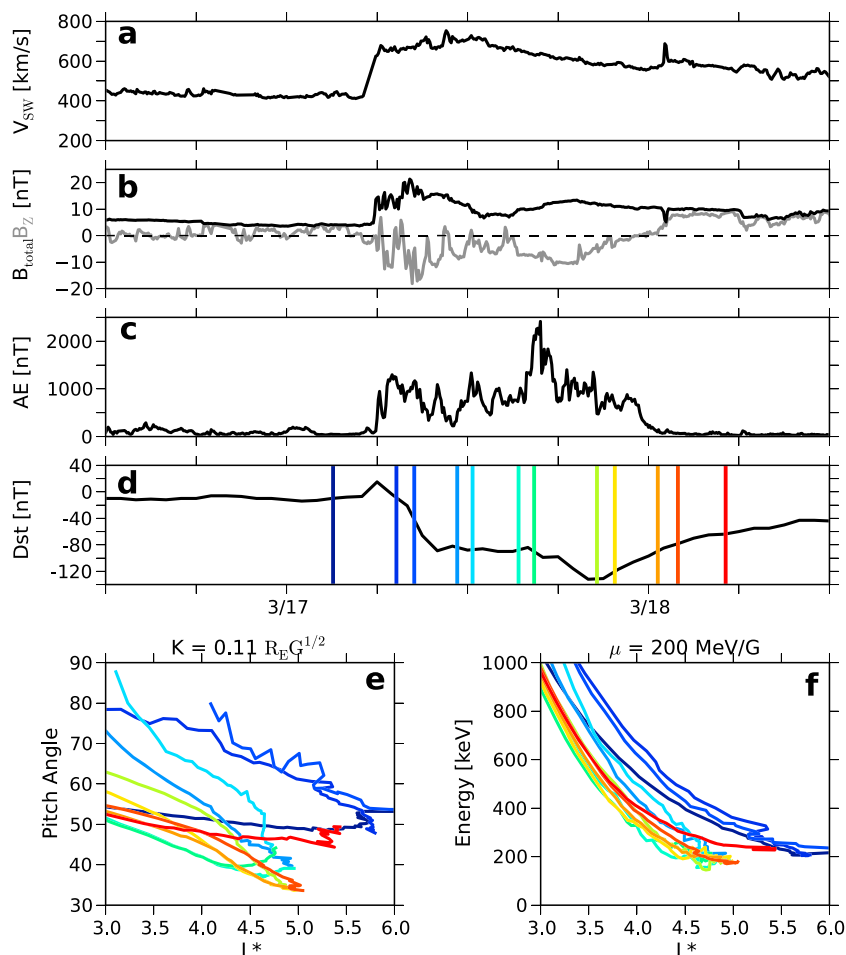 a
800
600
400
200
V_SW [km/s]
b
20
10
0
−10
−20
B_total B_Z [nT]
c
2000
1000
0
AE [nT]
d
40
0
-40
-80
-120
Dst [nT]
3/17 3/18
K = 0.11 R_E G^{1/2}
e
90
80
70
60
50
40
30
Pitch Angle
3.0 3.5 4.0 4.5 5.0 5.5 6.0
L*
μ = 200 MeV/G
f
1000
800
600
400
200
0
Energy [keV]
3.0 3.5 4.0 4.5 5.0 5.5 6.0
L*